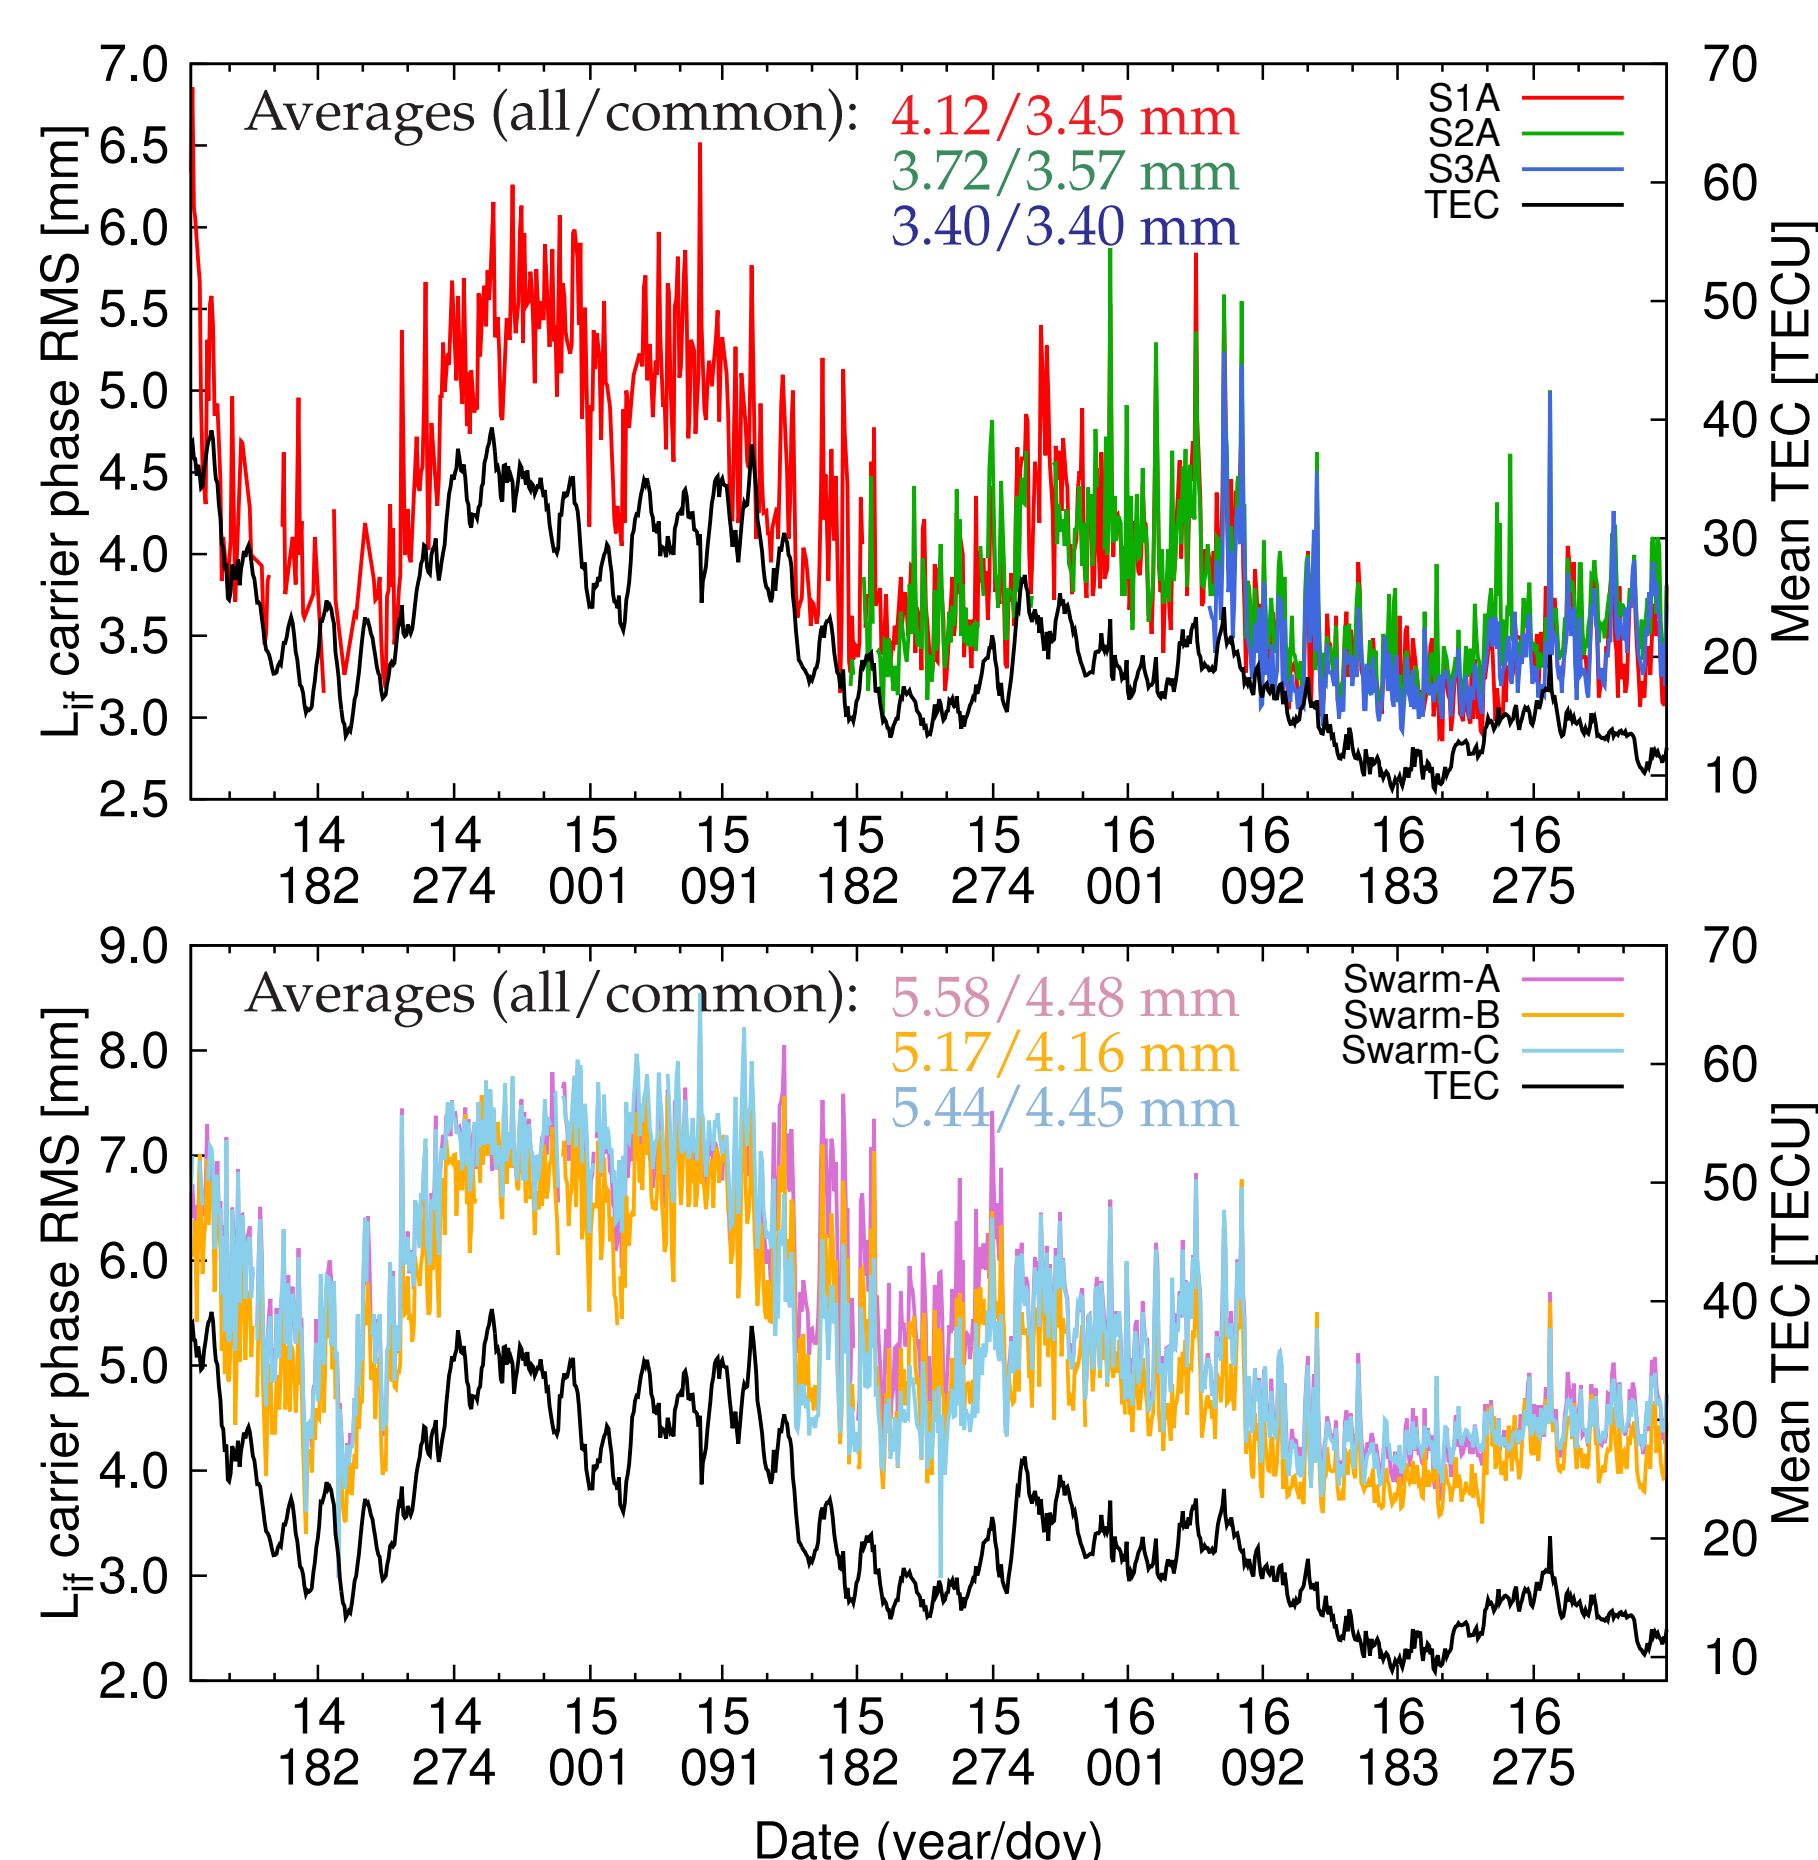 Averages (all/common): 4.12/3.45 mm
3.72/3.57 mm
3.40/3.40 mm
S1A
S2A
S3A
TEC
L_if carrier phase RMS [mm]
7.0
6.5
6.0
5.5
5.0
4.5
4.0
3.5
3.0
2.5
Mean TEC [TECU]
70
60
50
40
30
20
10
14 14 15 15 15 15 16 16 16 16
182 274 001 091 182 274 001 092 183 275
Averages (all/common): 5.58/4.48 mm
5.17/4.16 mm
5.44/4.45 mm
Swarm-A
Swarm-B
Swarm-C
TEC
L_if carrier phase RMS [mm]
9.0
8.0
7.0
6.0
5.0
4.0
3.0
2.0
Mean TEC [TECU]
70
60
50
40
30
20
10
14 14 15 15 15 15 16 16 16 16
182 274 001 091 182 274 001 092 183 275
Date (year/doy)